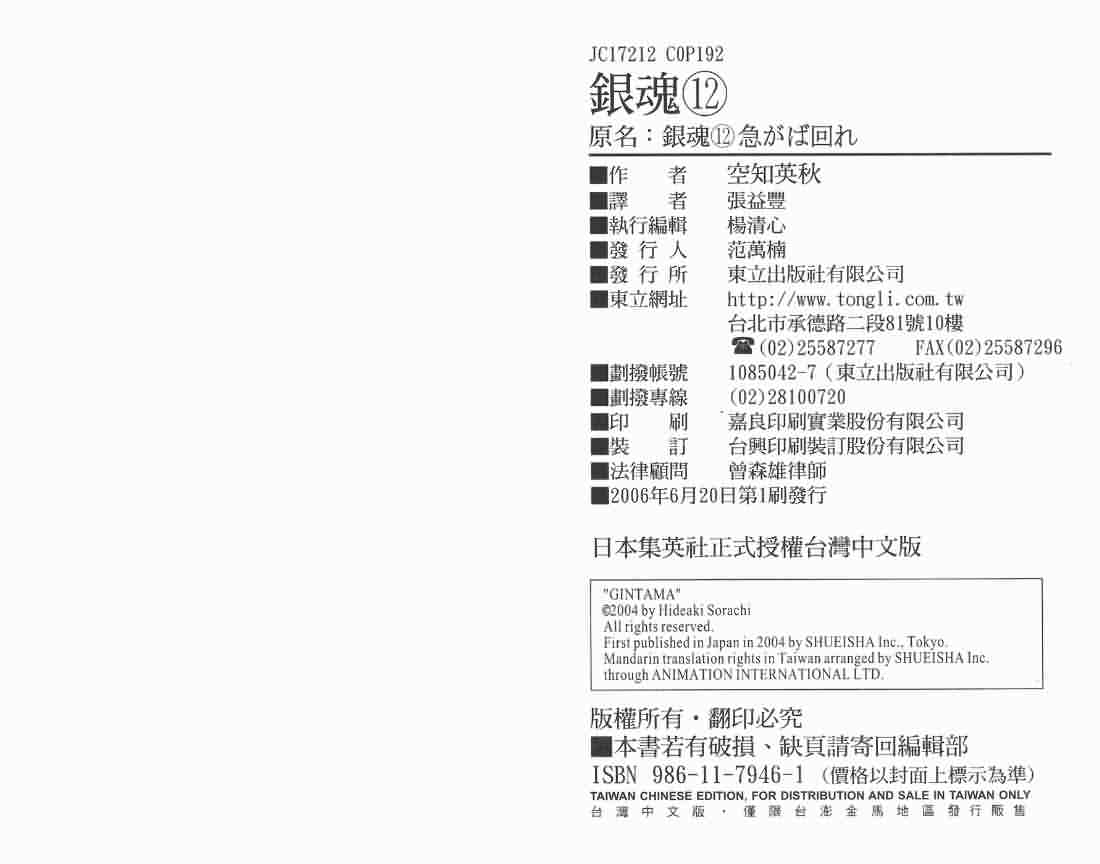 JC17212 COP192
銀魂⑫
原名：銀魂⑫急がば回れ
■作　者　空知英秋
■譯　者　張益豐
■執行編輯　楊清心
■發行人　范萬楠
■發行所　東立出版社有限公司
■東立網址　http://www.tongli.com.tw
台北市承德路二段81號10樓
☎(02)25587277　FAX(02)25587296
■劃撥帳號　1085042-7（東立出版社有限公司）
■劃撥專線　(02)28100720
■印　刷　嘉良印刷實業股份有限公司
■裝　訂　台興印刷裝訂股份有限公司
■法律顧問　曾森雄律師
■2006年6月20日第1刷發行
日本集英社正式授權台灣中文版
"GINTAMA"
©2004 by Hideaki Sorachi
All rights reserved.
First published in Japan in 2004 by SHUEISHA Inc., Tokyo.
Mandarin translation rights in Taiwan arranged by SHUEISHA Inc.
through ANIMATION INTERNATIONAL LTD.
版權所有・翻印必究
■本書若有破損、缺頁請寄回編輯部
ISBN 986-11-7946-1（價格以封面上標示為準）
TAIWAN CHINESE EDITION, FOR DISTRIBUTION AND SALE IN TAIWAN ONLY
台灣中文版・僅限台澎金馬地區發行販售